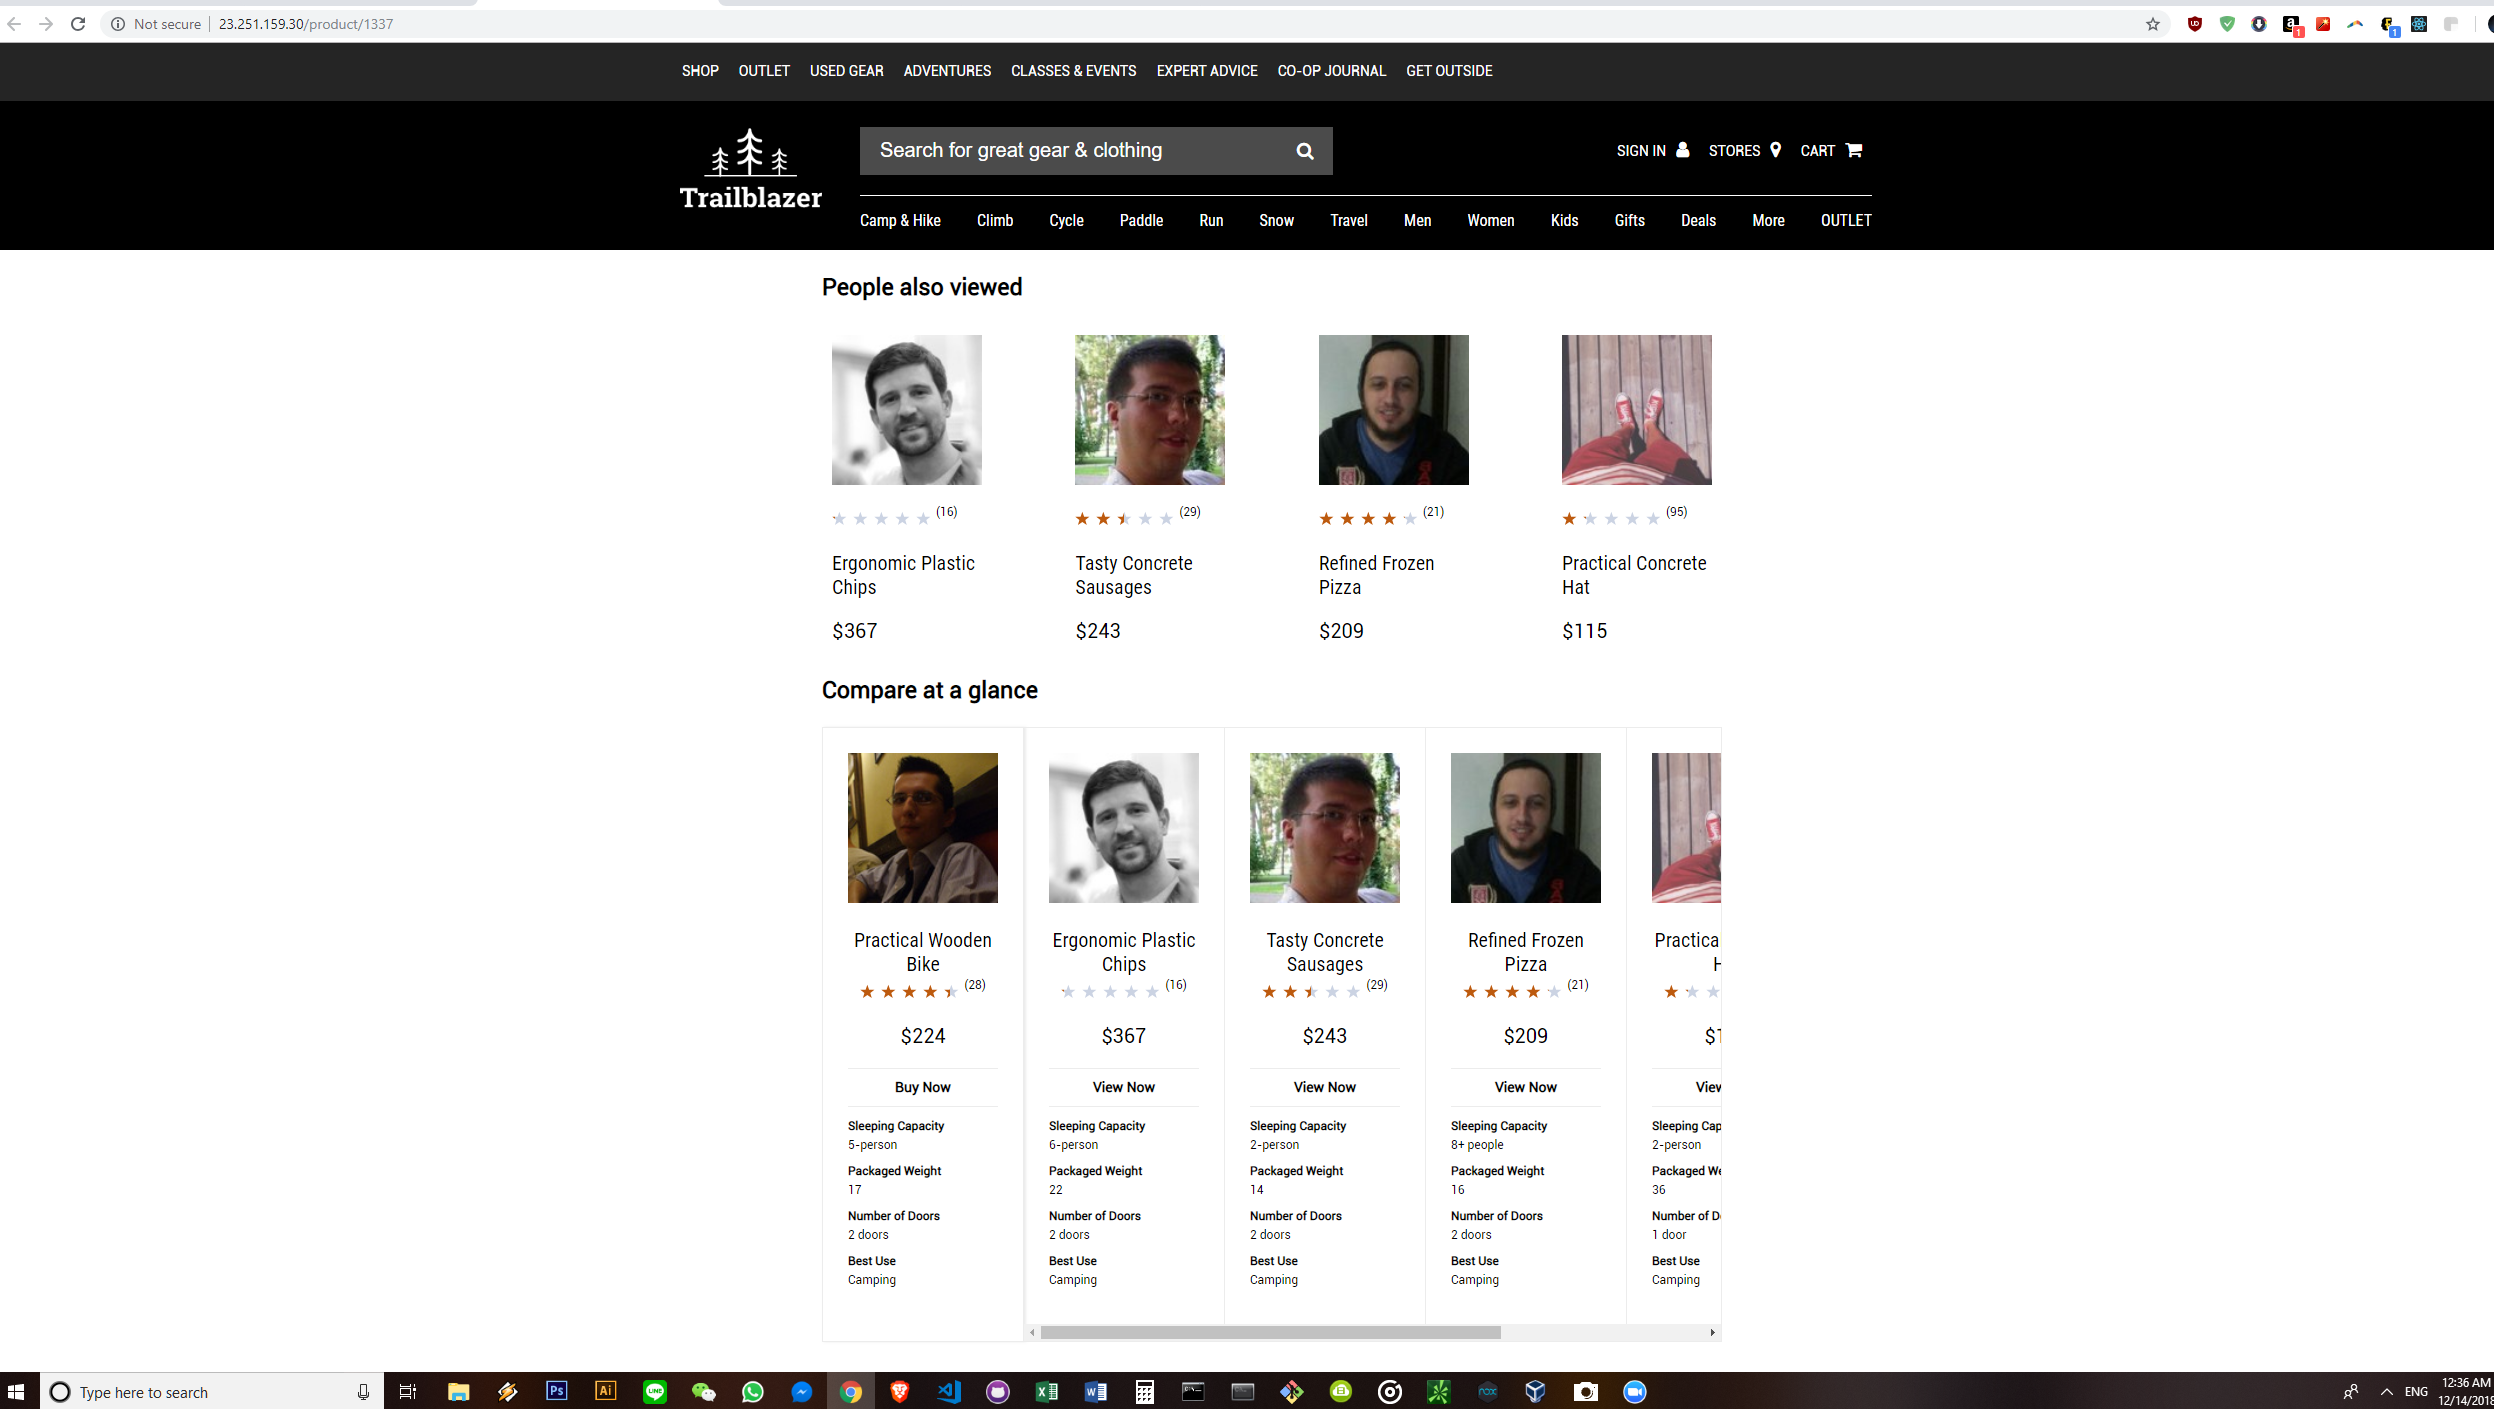 Not secure | 23.251.159.30/product/1337
1
1
SHOP OUTLET USED GEAR ADVENTURES CLASSES & EVENTS EXPERT ADVICE CO-OP JOURNAL GET OUTSIDE
Trailblazer
Search for great gear & clothing
SIGN IN STORES CART
Camp & Hike Climb Cycle Paddle Run Snow Travel Men Women Kids Gifts Deals More OUTLET
People also viewed
(16) (29) (21) (95)
Ergonomic Plastic Tasty Concrete Refined Frozen Practical Concrete
Chips Sausages Pizza Hat
$367 $243 $209 $115
Compare at a glance
Practical Wooden Ergonomic Plastic Tasty Concrete Refined Frozen Practica
Bike Chips Sausages Pizza H
(28) (16) (29) (21)
$224 $367 $243 $209 $1
Buy Now View Now View Now View Now View
Sleeping Capacity Sleeping Capacity Sleeping Capacity Sleeping Capacity Sleeping Cap
5-person 6-person 2-person 8+ people 2-person
Packaged Weight Packaged Weight Packaged Weight Packaged Weight Packaged We
17 22 14 16 36
Number of Doors Number of Doors Number of Doors Number of Doors Number of D
2 doors 2 doors 2 doors 2 doors 1 door
Best Use Best Use Best Use Best Use Best Use
Camping Camping Camping Camping Camping
Type here to search
Ps
Ai
LINE
ENG
12:36 AM
12/14/2018